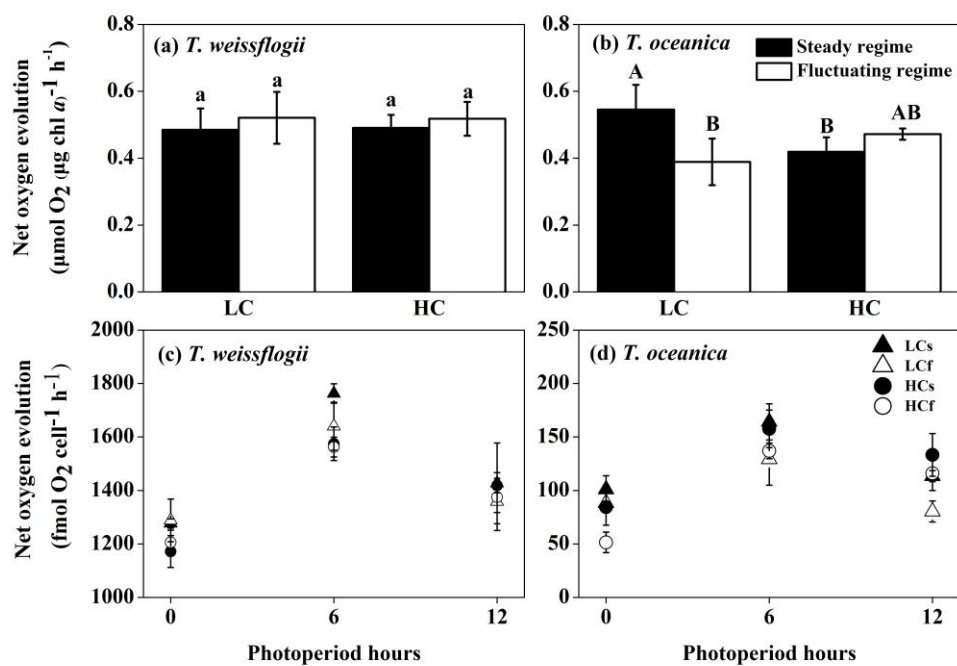 Net oxygen evolution
(μmol O2 (μg chl a)-1 h-1)
0.8
0.6
0.4
0.2
0.0
(a) T. weissflogii
a
a
a
a
LC
HC
0.8
0.6
0.4
0.2
0.0
(b) T. oceanica
Steady regime
Fluctuating regime
A
B
B
AB
LC
HC
Net oxygen evolution
(fmol O2 cell-1 h-1)
2000
1800
1600
1400
1200
1000
(c) T. weissflogii
0
6
12
Photoperiod hours
250
200
150
100
50
0
(d) T. oceanica
LCs
LCf
HCs
HCf
0
6
12
Photoperiod hours